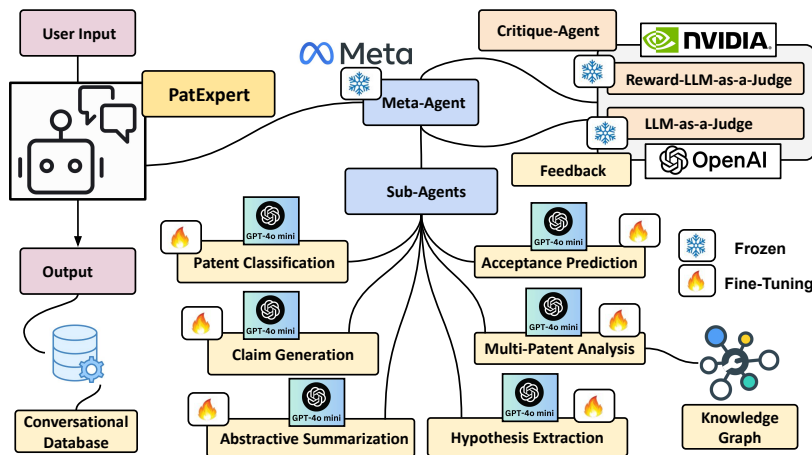 User Input
PatExpert
Meta
Meta-Agent
Critique-Agent
NVIDIA.
Reward-LLM-as-a-Judge
LLM-as-a-Judge
Feedback
OpenAI
Sub-Agents
GPT-4o mini
Patent Classification
GPT-4o mini
Acceptance Prediction
Frozen
Fine-Tuning
Output
GPT-4o mini
Claim Generation
GPT-4o mini
Multi-Patent Analysis
Conversational
Database
GPT-4o mini
Abstractive Summarization
GPT-4o mini
Hypothesis Extraction
Knowledge
Graph